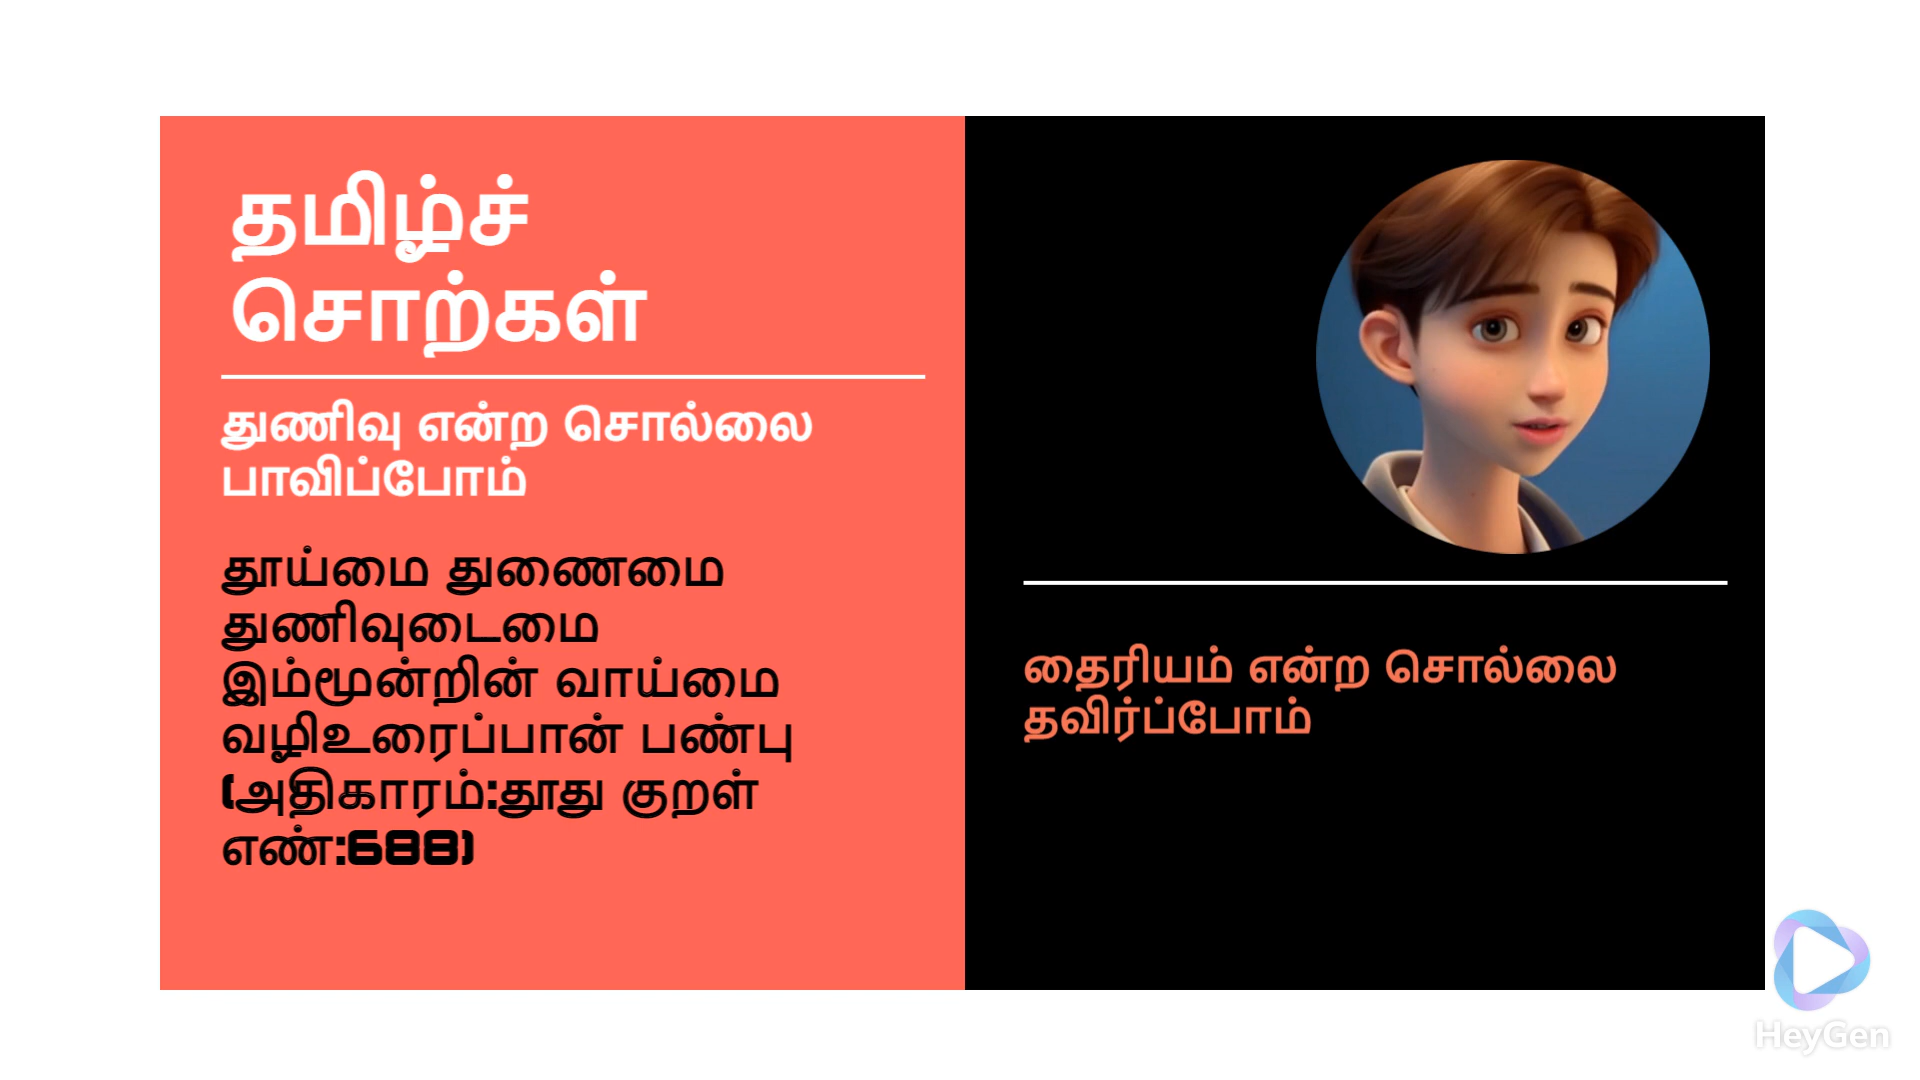 தமிழ்ச்
சொற்கள்
துணிவு என்ற சொல்லை
பாவிப்போம்
தூய்மை துணைமை
துணிவுடைமை
இம்மூன்றின் வாய்மை
வழிஉரைப்பான் பண்பு
(அதிகாரம்:தூது குறள்
எண்:688)
தைரியம் என்ற சொல்லை
தவிர்ப்போம்
HeyGen